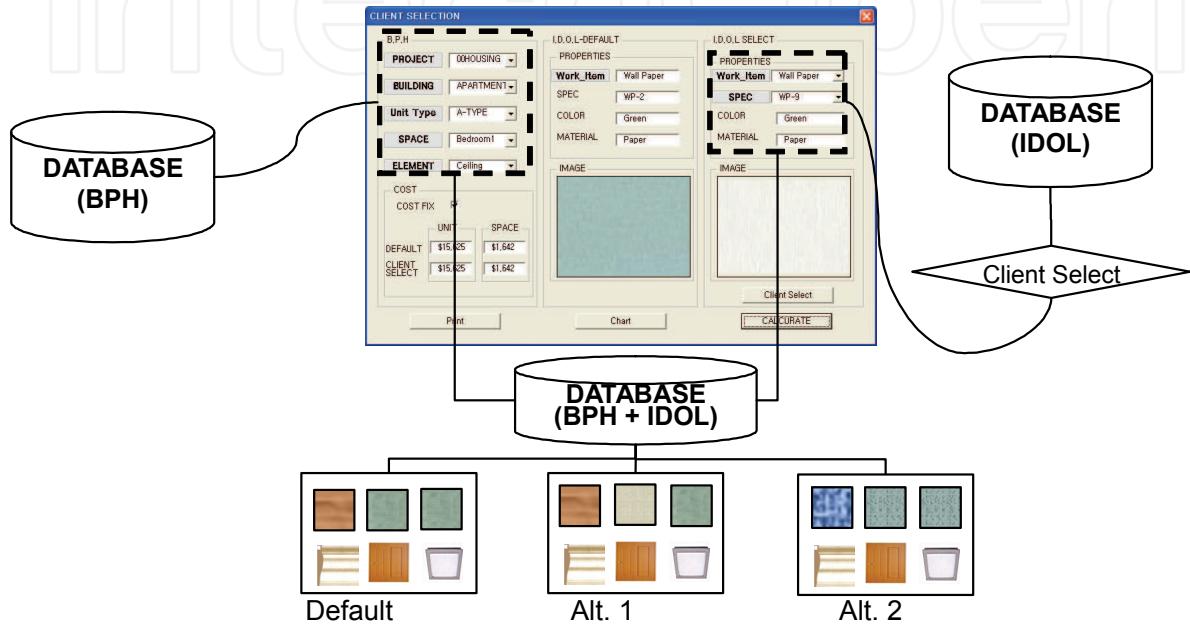 CLIENT SELECTION
B.P.H
PROJECT 00HOUSING
BUILDING APARTMENT
Unit Type A-TYPE
SPACE Bedroom1
ELEMENT Ceiling
COST
COST FIX
UNIT SPACE
DEFAULT $15,625 $1,642
CLIENT
SELECT $15,625 $1,642
Print
I.D.O.L-DEFAULT
PROPERTIES
Work_Item Wall Paper
SPEC WP-2
COLOR Green
MATERIAL Paper
IMAGE
Chart
I.D.O.L SELECT
PROPERTIES
Work_Item Wall Paper
SPEC WP-9
COLOR Green
MATERIAL Paper
IMAGE
Client Select
CALCURATE
DATABASE
(BPH)
DATABASE
(IDOL)
Client Select
DATABASE
(BPH + IDOL)
Default
Alt. 1
Alt. 2